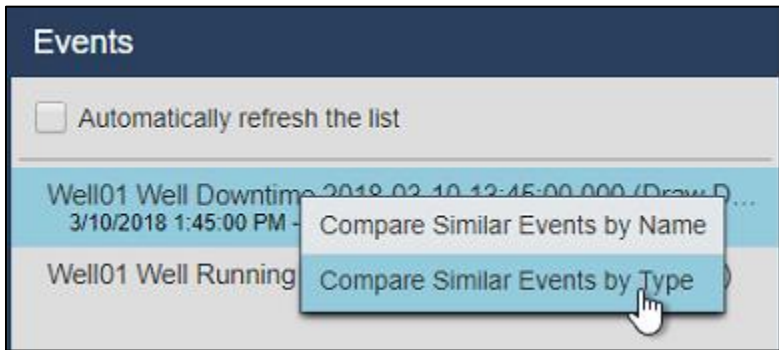 Events
Automatically refresh the list
Well01 Well Downtime 2018-03-10 13:45:00.000 (Draw D...
3/10/2018 1:45:00 PM -
Compare Similar Events by Name
Well01 Well Running
Compare Similar Events by Type
)